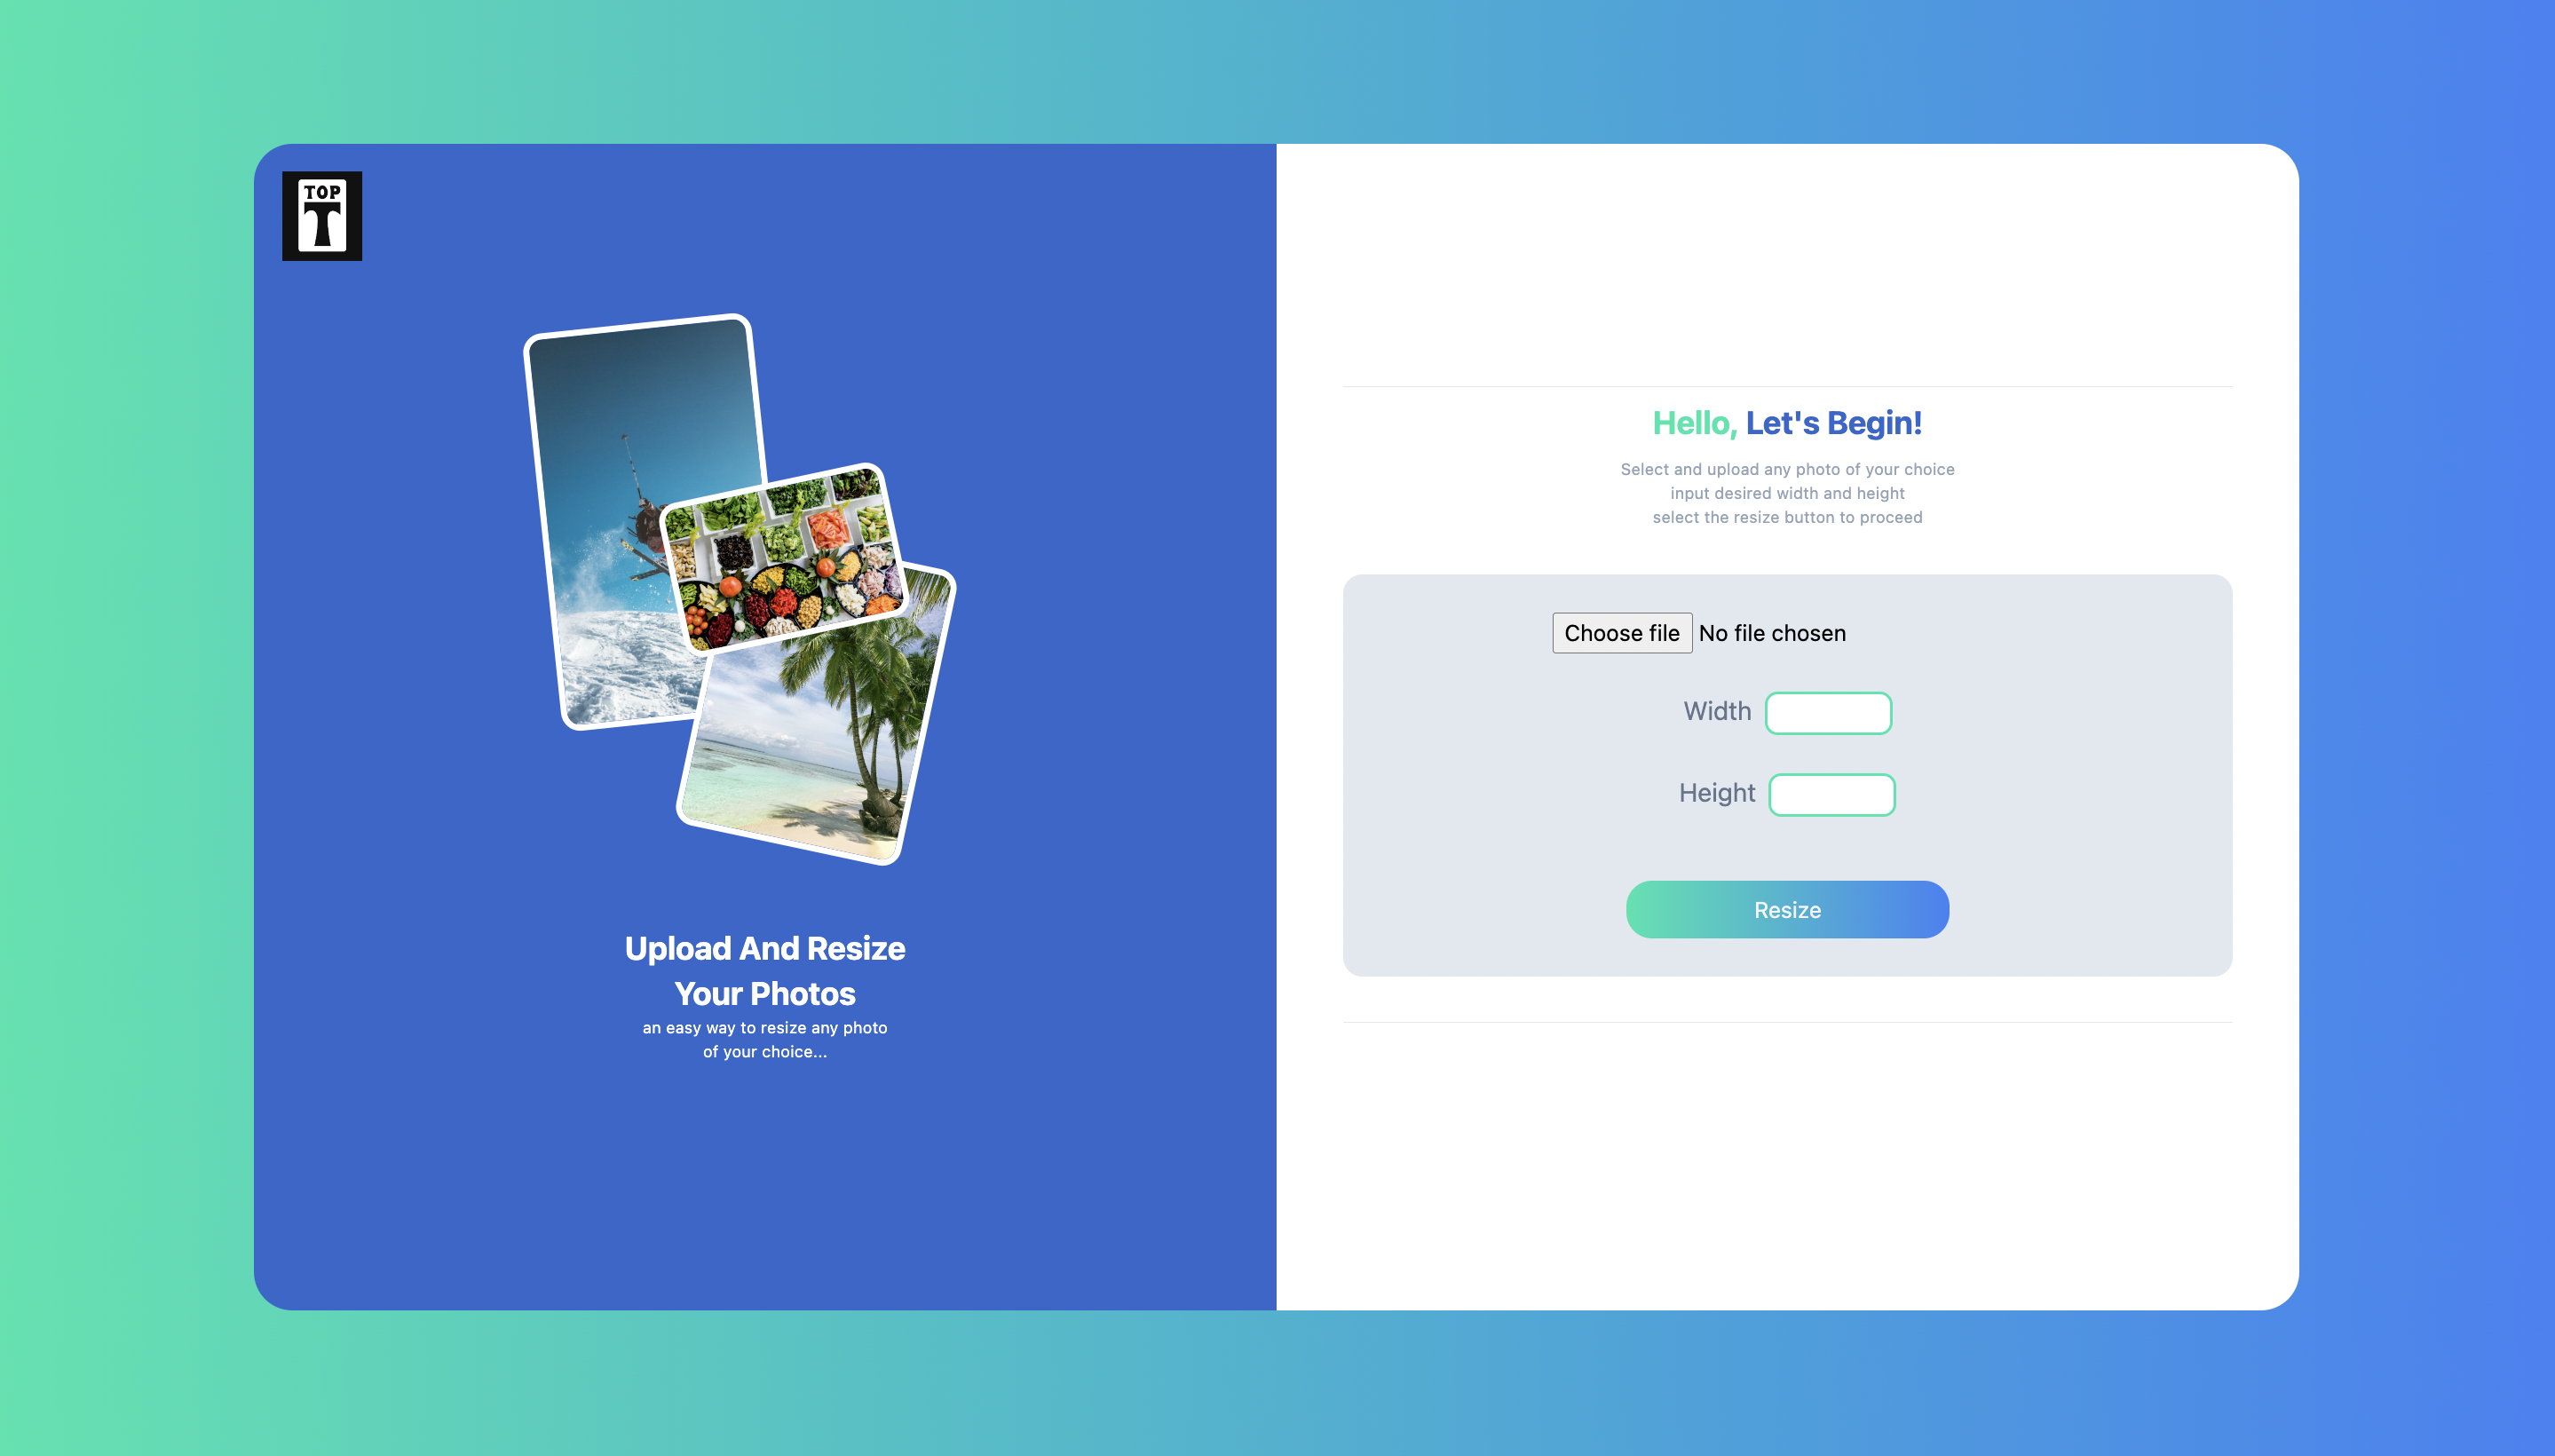 TOP
T
Upload And Resize
Your Photos
an easy way to resize any photo
of your choice...
Hello, Let's Begin!
Select and upload any photo of your choice
input desired width and height
select the resize button to proceed
Choose file No file chosen
Width
Height
Resize